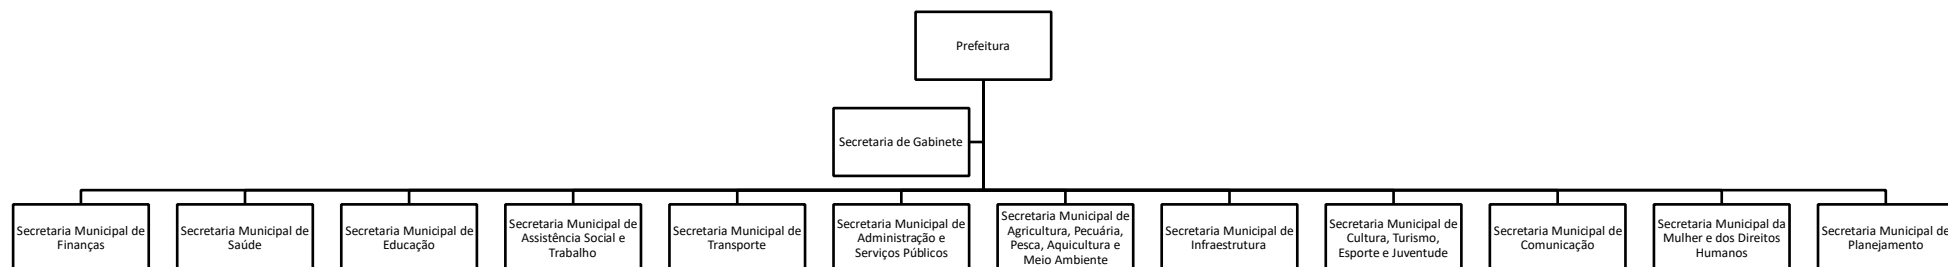 Prefeitura
Secretaria de Gabinete
Secretaria Municipal de
Finanças
Secretaria Municipal de
Saúde
Secretaria Municipal de
Educação
Secretaria Municipal de
Assistência Social e
Trabalho
Secretaria Municipal de
Transporte
Secretaria Municipal de
Administração e
Serviços Públicos
Secretaria Municipal de
Agricultura, Pecuária,
Pesca, Aquicultura e
Meio Ambiente
Secretaria Municipal de
Infraestrutura
Secretaria Municipal de
Cultura, Turismo,
Esporte e Juventude
Secretaria Municipal de
Comunicação
Secretaria Municipal da
Mulher e dos Direitos
Humanos
Secretaria Municipal de
Planejamento